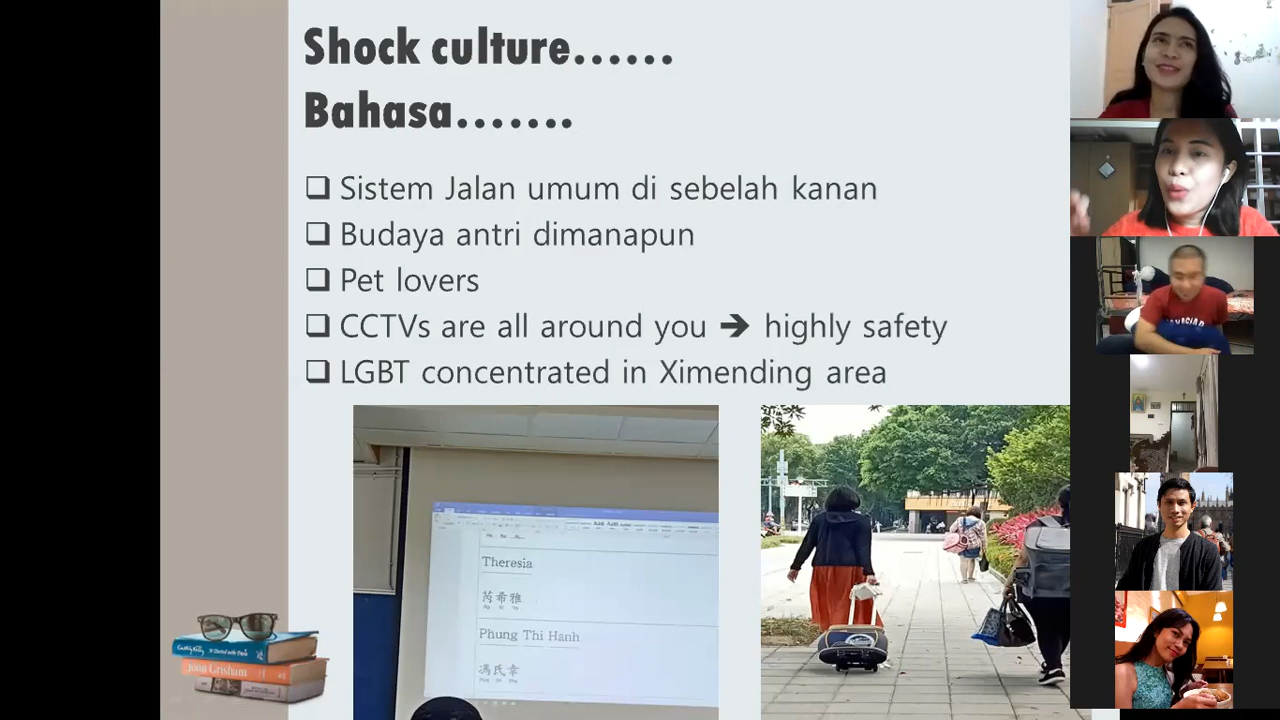 Shock culture......
Bahasa.......
❑ Sistem Jalan umum di sebelah kanan
❑ Budaya antri dimanapun
❑ Pet lovers
❑ CCTVs are all around you ➔ highly safety
❑ LGBT concentrated in Ximending area
Theresia
芮希雅
Phung Thi Hanh
馮氏幸